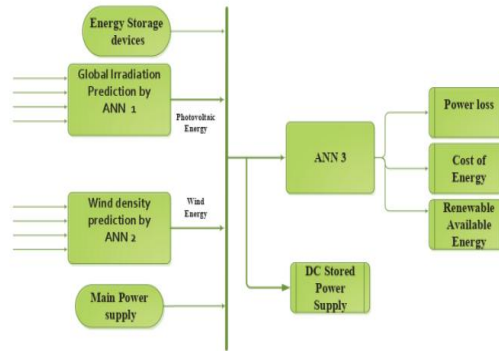 Energy Storage
devices
Global Irradiation
Prediction by
ANN 1
Photovoltaic
Energy
Wind density
prediction by
ANN 2
Wind
Energy
Main Power
supply
ANN 3
DC Stored
Power
Supply
Power loss
Cost of
Energy
Renewable
Available
Energy